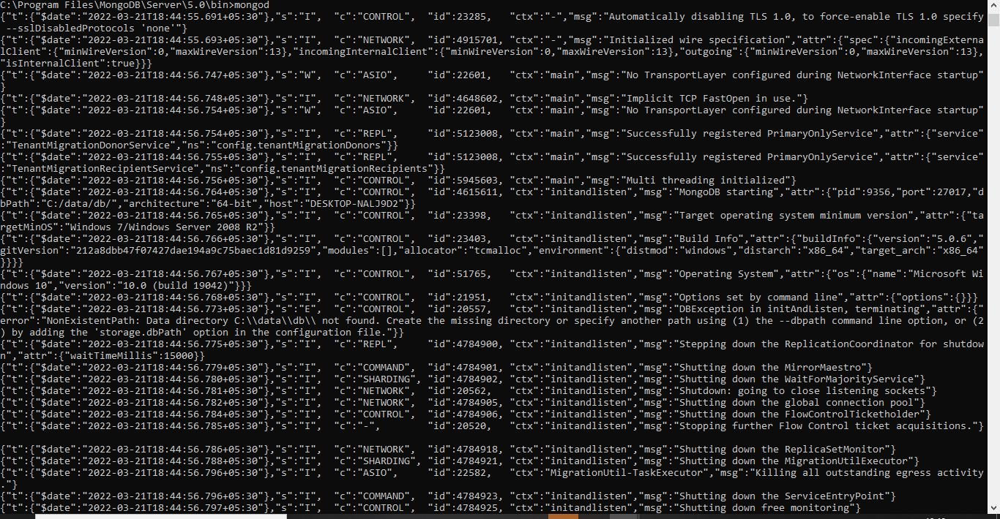 C:\Program Files\MongoDB\Server\5.0\bin>mongod
{"t":{"$date":"2022-03-21T18:44:55.691+05:30"},"s":"I",  "c":"CONTROL",  "id":23285,   "ctx":"-","msg":"Automatically disabling TLS 1.0, to force-enable TLS 1.0 specify
 --sslDisabledProtocols 'none'"}
{"t":{"$date":"2022-03-21T18:44:55.693+05:30"},"s":"I",  "c":"NETWORK",  "id":4915701, "ctx":"-","msg":"Initialized wire specification","attr":{"spec":{"incomingExterna
lClient":{"minWireVersion":0,"maxWireVersion":13},"incomingInternalClient":{"minWireVersion":0,"maxWireVersion":13},"outgoing":{"minWireVersion":0,"maxWireVersion":13},
"isInternalClient":true}}}
{"t":{"$date":"2022-03-21T18:44:56.747+05:30"},"s":"W",  "c":"ASIO",     "id":22601,   "ctx":"main","msg":"No TransportLayer configured during NetworkInterface startup"
}
{"t":{"$date":"2022-03-21T18:44:56.748+05:30"},"s":"I",  "c":"NETWORK",  "id":4648602, "ctx":"main","msg":"Implicit TCP FastOpen in use."}
{"t":{"$date":"2022-03-21T18:44:56.754+05:30"},"s":"W",  "c":"ASIO",     "id":22601,   "ctx":"main","msg":"No TransportLayer configured during NetworkInterface startup"
}
{"t":{"$date":"2022-03-21T18:44:56.754+05:30"},"s":"I",  "c":"REPL",     "id":5123008, "ctx":"main","msg":"Successfully registered PrimaryOnlyService","attr":{"service"
:"TenantMigrationDonorService","ns":"config.tenantMigrationDonors"}}
{"t":{"$date":"2022-03-21T18:44:56.755+05:30"},"s":"I",  "c":"REPL",     "id":5123008, "ctx":"main","msg":"Successfully registered PrimaryOnlyService","attr":{"service"
:"TenantMigrationRecipientService","ns":"config.tenantMigrationRecipients"}}
{"t":{"$date":"2022-03-21T18:44:56.756+05:30"},"s":"I",  "c":"CONTROL",  "id":5945603, "ctx":"main","msg":"Multi threading initialized"}
{"t":{"$date":"2022-03-21T18:44:56.764+05:30"},"s":"I",  "c":"CONTROL",  "id":4615611, "ctx":"initandlisten","msg":"MongoDB starting","attr":{"pid":9356,"port":27017,"d
bPath":"C:/data/db/","architecture":"64-bit","host":"DESKTOP-NALJ9D2"}}
{"t":{"$date":"2022-03-21T18:44:56.765+05:30"},"s":"I",  "c":"CONTROL",  "id":23398,   "ctx":"initandlisten","msg":"Target operating system minimum version","attr":{"ta
rgetMinOS":"Windows 7/Windows Server 2008 R2"}}
{"t":{"$date":"2022-03-21T18:44:56.766+05:30"},"s":"I",  "c":"CONTROL",  "id":23403,   "ctx":"initandlisten","msg":"Build Info","attr":{"buildInfo":{"version":"5.0.6","
gitVersion":"212a8dbb47f07427dae194a9c75baec1d81d9259","modules":[],"allocator":"tcmalloc","environment":{"distmod":"windows","distarch":"x86_64","target_arch":"x86_64"
}}}}
{"t":{"$date":"2022-03-21T18:44:56.767+05:30"},"s":"I",  "c":"CONTROL",  "id":51765,   "ctx":"initandlisten","msg":"Operating System","attr":{"os":{"name":"Microsoft Wi
ndows 10","version":"10.0 (build 19042)"}}}
{"t":{"$date":"2022-03-21T18:44:56.768+05:30"},"s":"I",  "c":"CONTROL",  "id":21951,   "ctx":"initandlisten","msg":"Options set by command line","attr":{"options":{}}}
{"t":{"$date":"2022-03-21T18:44:56.773+05:30"},"s":"E",  "c":"CONTROL",  "id":20557,   "ctx":"initandlisten","msg":"DBException in initAndListen, terminating","attr":{"
error":"NonExistentPath: Data directory C:\\data\\db\\ not found. Create the missing directory or specify another path using (1) the --dbpath command line option, or (2
) by adding the 'storage.dbPath' option in the configuration file."}}
{"t":{"$date":"2022-03-21T18:44:56.775+05:30"},"s":"I",  "c":"REPL",     "id":4784900, "ctx":"initandlisten","msg":"Stepping down the ReplicationCoordinator for shutdow
n","attr":{"waitTimeMillis":15000}}
{"t":{"$date":"2022-03-21T18:44:56.779+05:30"},"s":"I",  "c":"COMMAND",  "id":4784901, "ctx":"initandlisten","msg":"Shutting down the MirrorMaestro"}
{"t":{"$date":"2022-03-21T18:44:56.780+05:30"},"s":"I",  "c":"SHARDING", "id":4784902, "ctx":"initandlisten","msg":"Shutting down the WaitForMajorityService"}
{"t":{"$date":"2022-03-21T18:44:56.781+05:30"},"s":"I",  "c":"NETWORK",  "id":20562,   "ctx":"initandlisten","msg":"Shutdown: going to close listening sockets"}
{"t":{"$date":"2022-03-21T18:44:56.782+05:30"},"s":"I",  "c":"NETWORK",  "id":4784905, "ctx":"initandlisten","msg":"Shutting down the global connection pool"}
{"t":{"$date":"2022-03-21T18:44:56.784+05:30"},"s":"I",  "c":"CONTROL",  "id":4784906, "ctx":"initandlisten","msg":"Shutting down the FlowControlTicketholder"}
{"t":{"$date":"2022-03-21T18:44:56.785+05:30"},"s":"I",  "c":"-",        "id":20520,   "ctx":"initandlisten","msg":"Stopping further Flow Control ticket acquisitions."}
{"t":{"$date":"2022-03-21T18:44:56.786+05:30"},"s":"I",  "c":"NETWORK",  "id":4784918, "ctx":"initandlisten","msg":"Shutting down the ReplicaSetMonitor"}
{"t":{"$date":"2022-03-21T18:44:56.788+05:30"},"s":"I",  "c":"SHARDING", "id":4784921, "ctx":"initandlisten","msg":"Shutting down the MigrationUtilExecutor"}
{"t":{"$date":"2022-03-21T18:44:56.796+05:30"},"s":"I",  "c":"ASIO",     "id":22582,   "ctx":"MigrationUtil-TaskExecutor","msg":"Killing all outstanding egress activity
."}
{"t":{"$date":"2022-03-21T18:44:56.796+05:30"},"s":"I",  "c":"COMMAND",  "id":4784923, "ctx":"initandlisten","msg":"Shutting down the ServiceEntryPoint"}
{"t":{"$date":"2022-03-21T18:44:56.797+05:30"},"s":"I",  "c":"CONTROL",  "id":4784925, "ctx":"initandlisten","msg":"Shutting down free monitoring"}